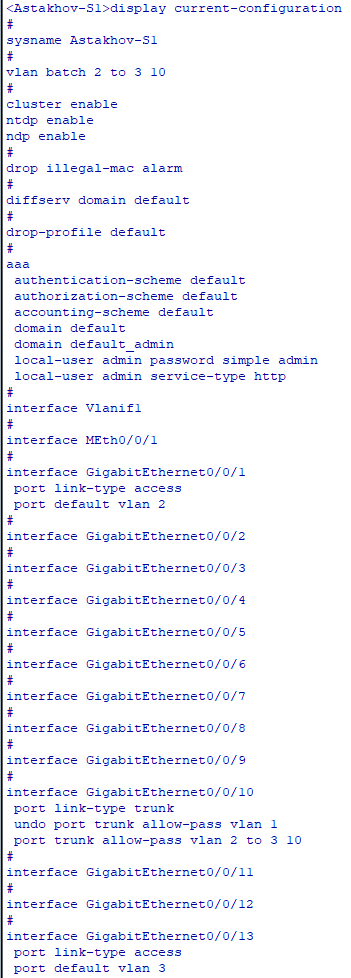 <Astakhov-S1>display current-configuration
#
sysname Astakhov-S1
#
vlan batch 2 to 3 10
#
cluster enable
ntdp enable
ndp enable
#
drop illegal-mac alarm
#
diffserv domain default
#
drop-profile default
#
aaa
 authentication-scheme default
 authorization-scheme default
 accounting-scheme default
 domain default
 domain default_admin
 local-user admin password simple admin
 local-user admin service-type http
#
interface Vlanif1
#
interface MEth0/0/1
#
interface GigabitEthernet0/0/1
 port link-type access
 port default vlan 2
#
interface GigabitEthernet0/0/2
#
interface GigabitEthernet0/0/3
#
interface GigabitEthernet0/0/4
#
interface GigabitEthernet0/0/5
#
interface GigabitEthernet0/0/6
#
interface GigabitEthernet0/0/7
#
interface GigabitEthernet0/0/8
#
interface GigabitEthernet0/0/9
#
interface GigabitEthernet0/0/10
 port link-type trunk
 undo port trunk allow-pass vlan 1
 port trunk allow-pass vlan 2 to 3 10
#
interface GigabitEthernet0/0/11
#
interface GigabitEthernet0/0/12
#
interface GigabitEthernet0/0/13
 port link-type access
 port default vlan 3